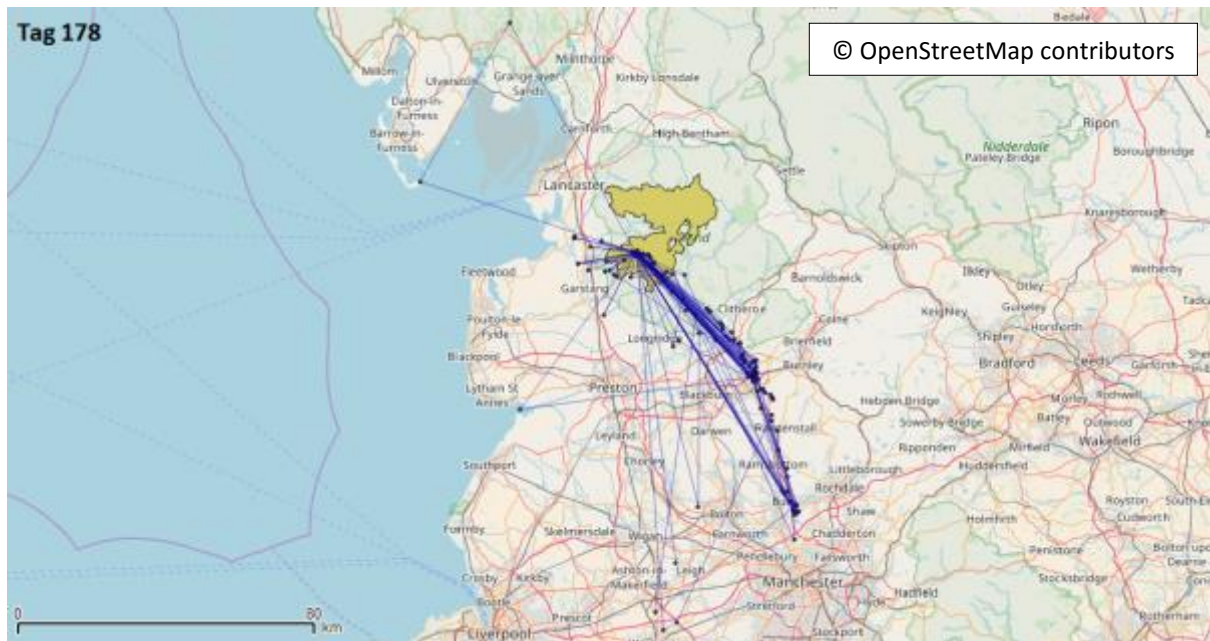 Tag 178
© OpenStreetMap contributors
Bedale
Millom
Ulverston
Milnthorpe
Grange over
Sands
Kirkby Lonsdale
Dalton-in-
Furness
Barrow-in-
Furness
Carnforth
High-Bentham
Ripon
Nidderdale
Pateley-Bridge
Boroughbridge
Settle
Lancaster
Knaresborough
Skipton
Fleetwood
Garstang
Barnoldswick
Ilkley
Otley
Wetherby
Clitheroe
Colne
Keighley
Guiseley
Poulton-le
Fylde
Longridge
Brierfield
Shipley
Horsforth
Blackpool
Burnley
Bradford
Leeds
Garforth
Lytham St
Annes
Preston
Blackburn
Hebden Bridge
Morley
Rothwell
Sowerby-Bridge
Batley
Outwood
Leyland
Darwen
Ripponden
Mirfield
Wakefield
Chorley
Southport
Littleborough
Huddersfield
Rochdale
Royston
Bolton
Shaw
Holmfirth
Cudworth
Formby
Skelmersdale
Wigan
Farnworth
Chadderton
Pendlebury
Failsworth
Penistone
Crosby
Kirkby
Ashton-in-
Makerfield
Leigh
Manchester
Stocksbridge
Bootle
Hyde
Hadfield
Prescot
Stretford
Rotherham
Liverpool
Stockport
0
80
km